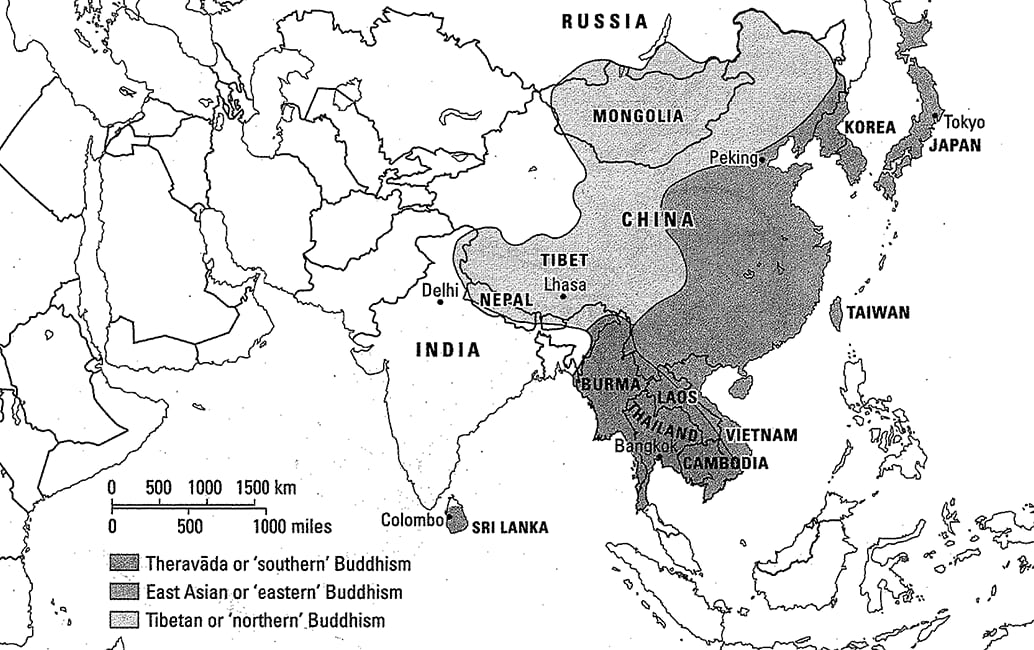 RUSSIA
MONGOLIA
KOREA
Tokyo
JAPAN
Peking
CHINA
TIBET
Lhasa
Delhi
NEPAL
INDIA
TAIWAN
BURMA
LAOS
THAILAND
VIETNAM
Bangkok
CAMBODIA
Colombo
SRI LANKA
0 500 1000 1500 km
0 500 1000 miles
Theravāda or ‘southern’ Buddhism
East Asian or ‘eastern’ Buddhism
Tibetan or ‘northern’ Buddhism